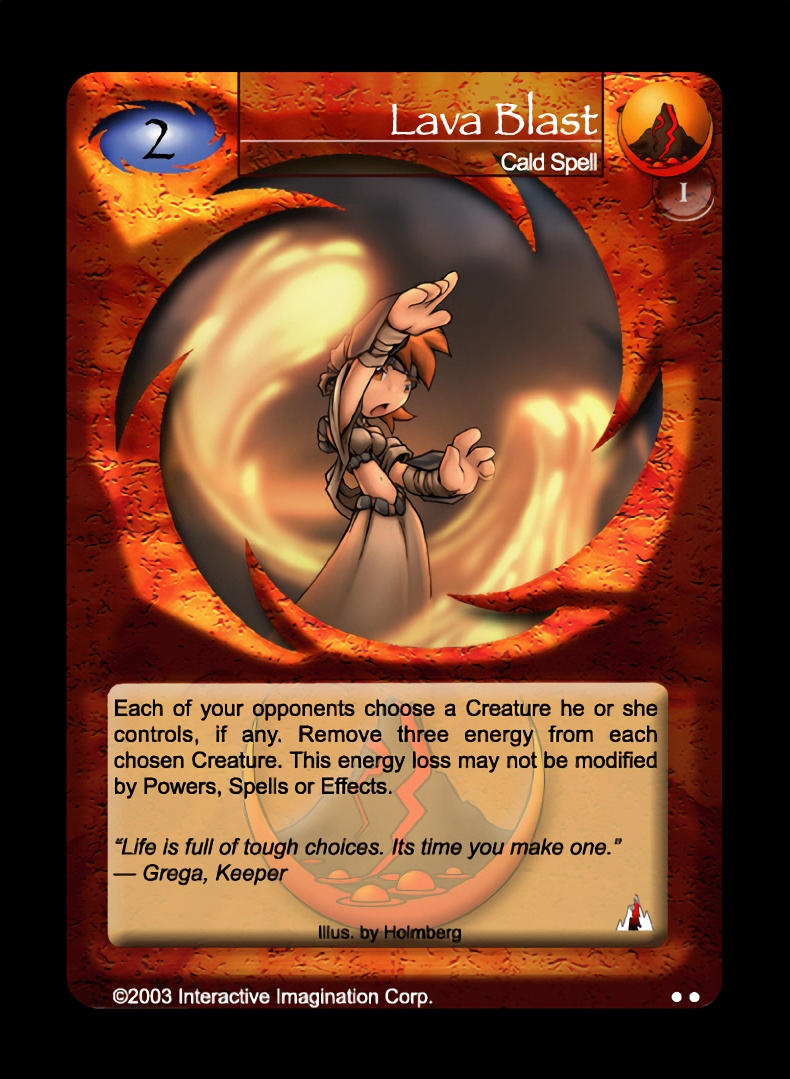 2
Lava Blast
Cald Spell
I
Each of your opponents choose a Creature he or she
controls, if any. Remove three energy from each
chosen Creature. This energy loss may not be modified
by Powers, Spells or Effects.
“Life is full of tough choices. Its time you make one.”
— Grega, Keeper
Illus. by Holmberg
©2003 Interactive Imagination Corp.